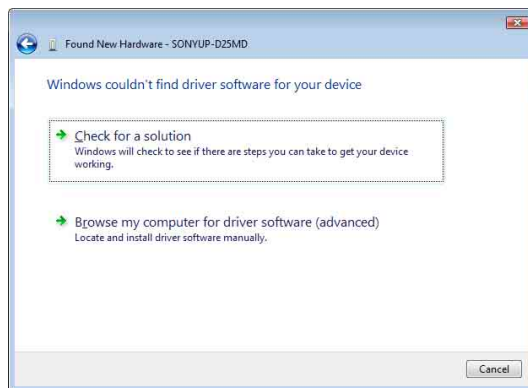 Found New Hardware - SONYUP-D25MD
Windows couldn't find driver software for your device
Check for a solution
Windows will check to see if there are steps you can take to get your device
working.
Browse my computer for driver software (advanced)
Locate and install driver software manually.
Cancel